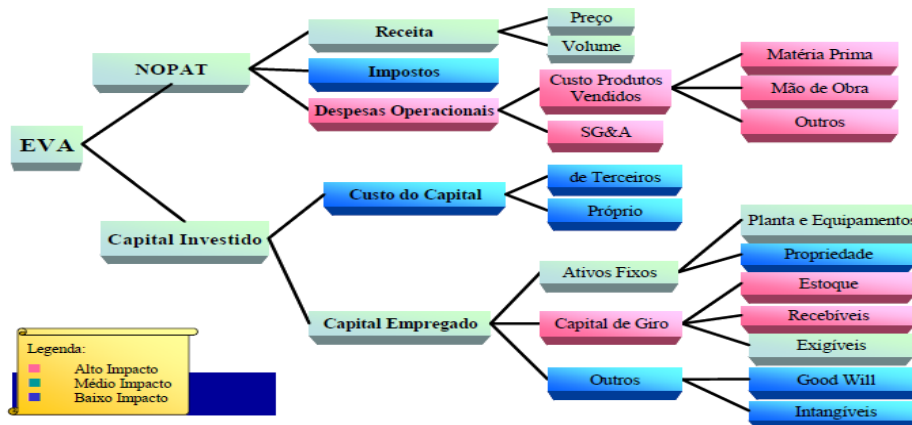 EVA
NOPAT
Receita
Preço
Volume
Impostos
Despesas Operacionais
Custo Produtos
Vendidos
Matéria Prima
Mão de Obra
Outros
SG&A
Capital Investido
Custo do Capital
de Terceiros
Próprio
Capital Empregado
Ativos Fixos
Planta e Equipamentos
Propriedade
Capital de Giro
Estoque
Recebíveis
Exigíveis
Outros
Good Will
Intangíveis
Legenda:
Alto Impacto
Médio Impacto
Baixo Impacto